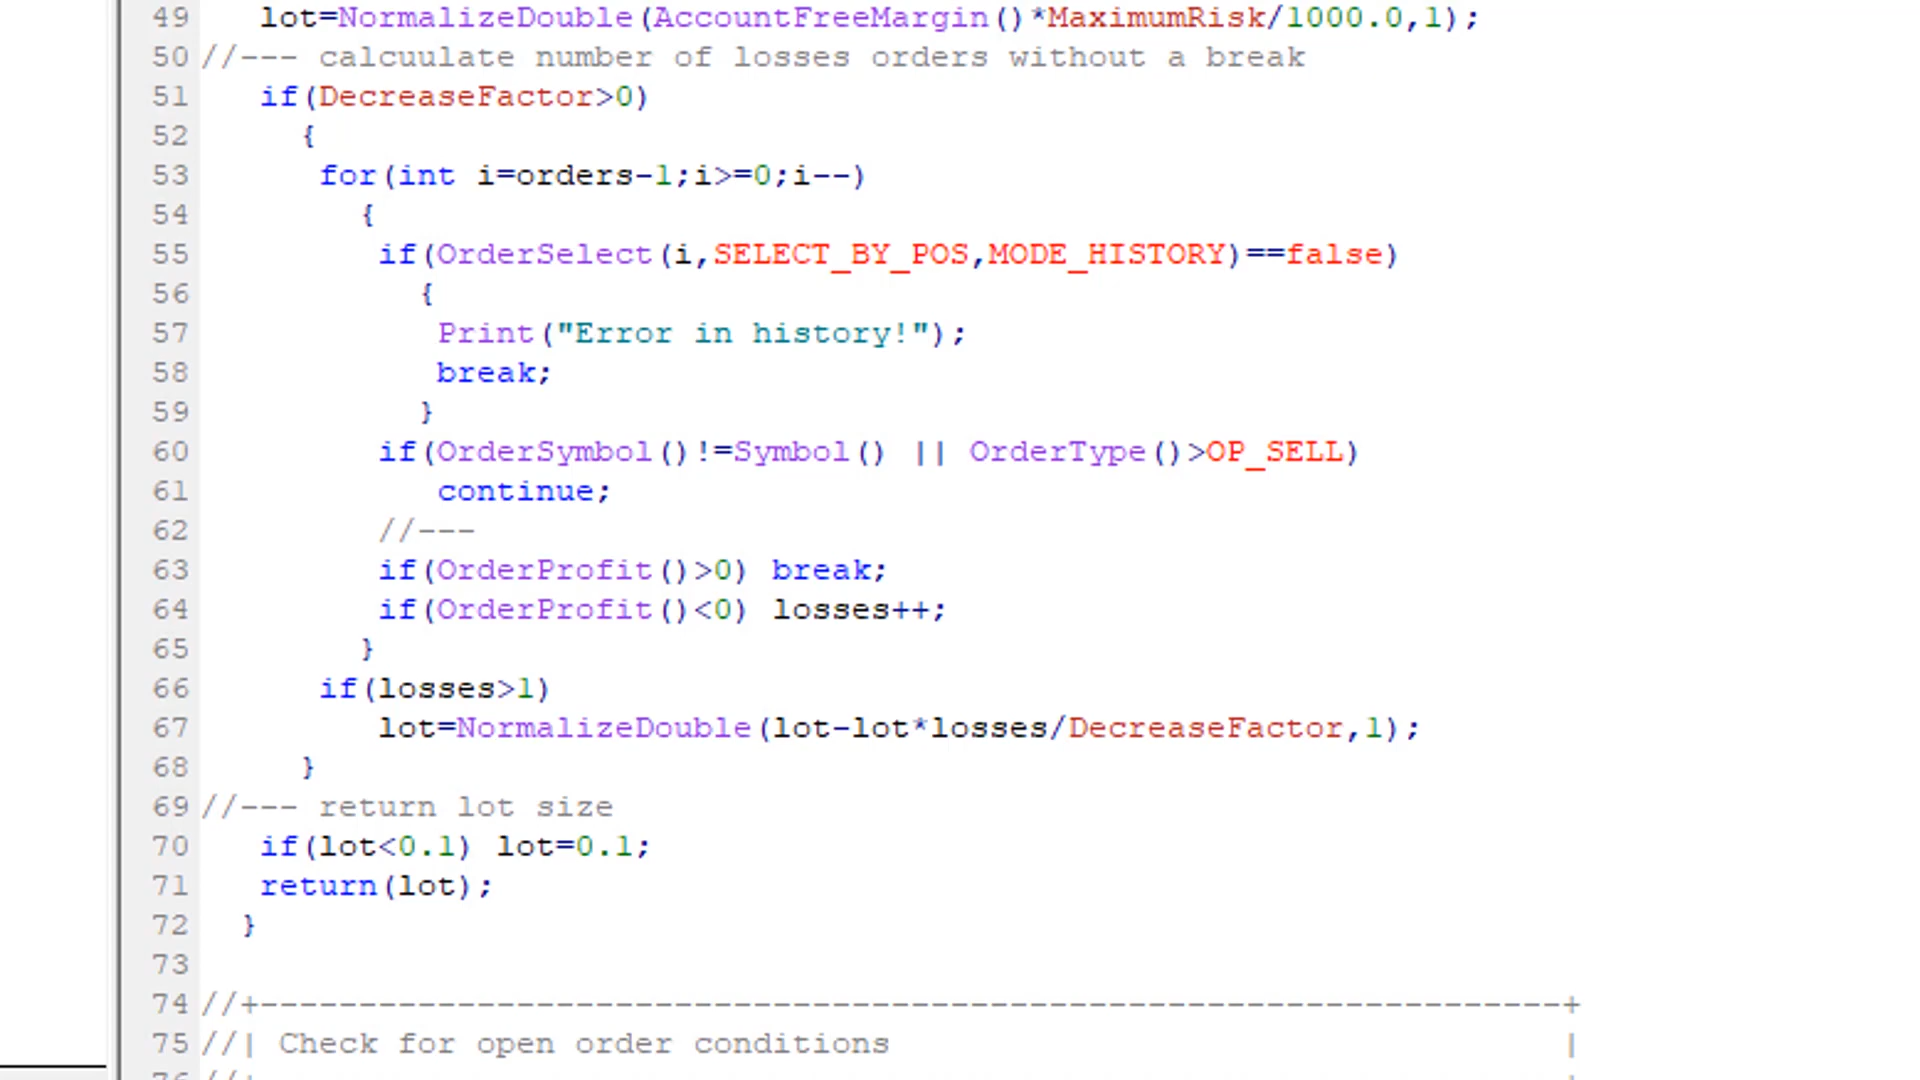 49 lot=NormalizeDouble(AccountFreeMargin()*MaximumRisk/1000.0,1);
50 //--- calcuulate number of losses orders without a break
51 if(DecreaseFactor>0)
52 {
53 for(int i=orders-1;i>=0;i--)
54 {
55 if(OrderSelect(i,SELECT_BY_POS,MODE_HISTORY)==false)
56 {
57 Print("Error in history!");
58 break;
59 }
60 if(OrderSymbol()!=Symbol() || OrderType()>OP_SELL)
61 continue;
62 //---
63 if(OrderProfit()>0) break;
64 if(OrderProfit()<0) losses++;
65 }
66 if(losses>1)
67 lot=NormalizeDouble(lot-lot*losses/DecreaseFactor,1);
68 }
69 //--- return lot size
70 if(lot<0.1) lot=0.1;
71 return(lot);
72 }
73
74 //+------------------------------------------------------------------+
75 //| Check for open order conditions |